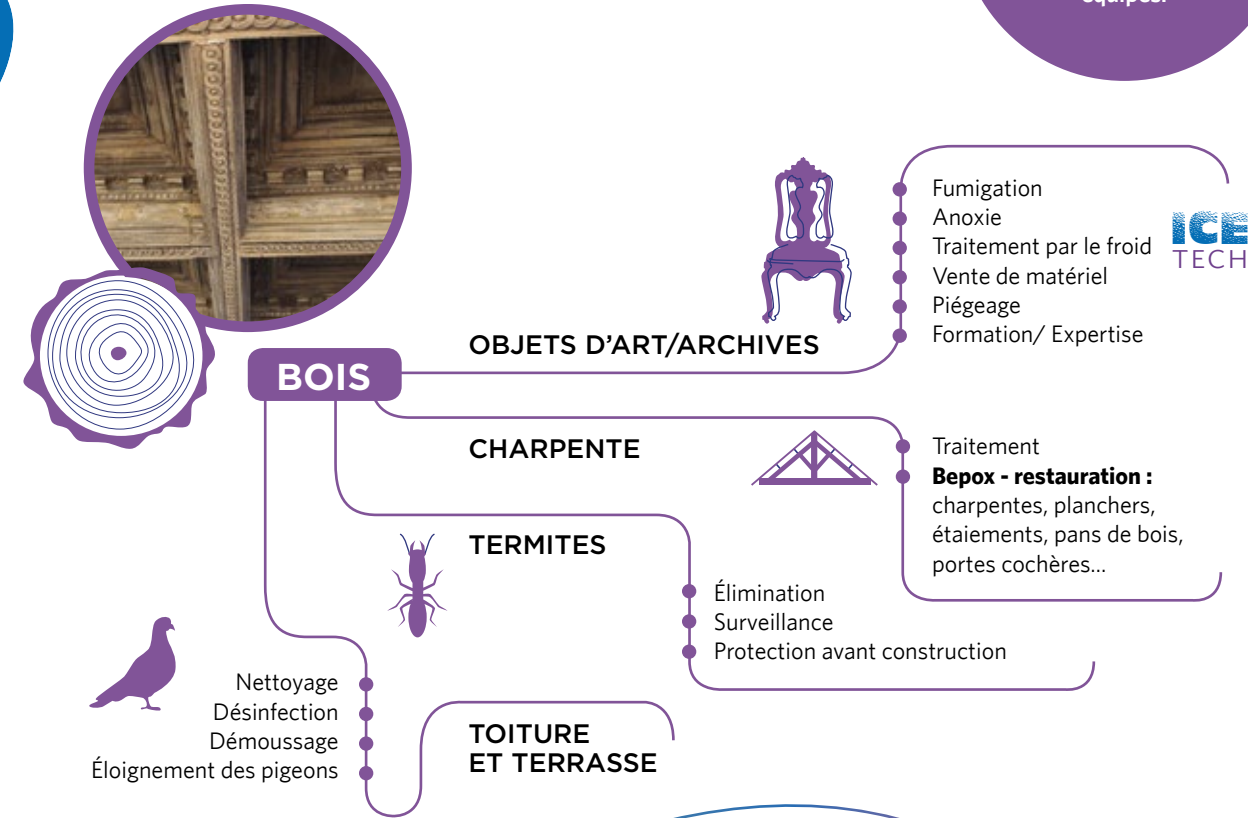 équipes.
BOIS
OBJETS D'ART/ARCHIVES
Fumigation
Anoxie
Traitement par le froid
Vente de matériel
Piégeage
Formation/ Expertise
ICE
TECH
CHARPENTE
Traitement
Bepox - restauration :
charpentes, planchers,
étaiements, pans de bois,
portes cochères...
TERMITES
Élimination
Surveillance
Protection avant construction
Nettoyage
Désinfection
Démoussage
Éloignement des pigeons
TOITURE
ET TERRASSE